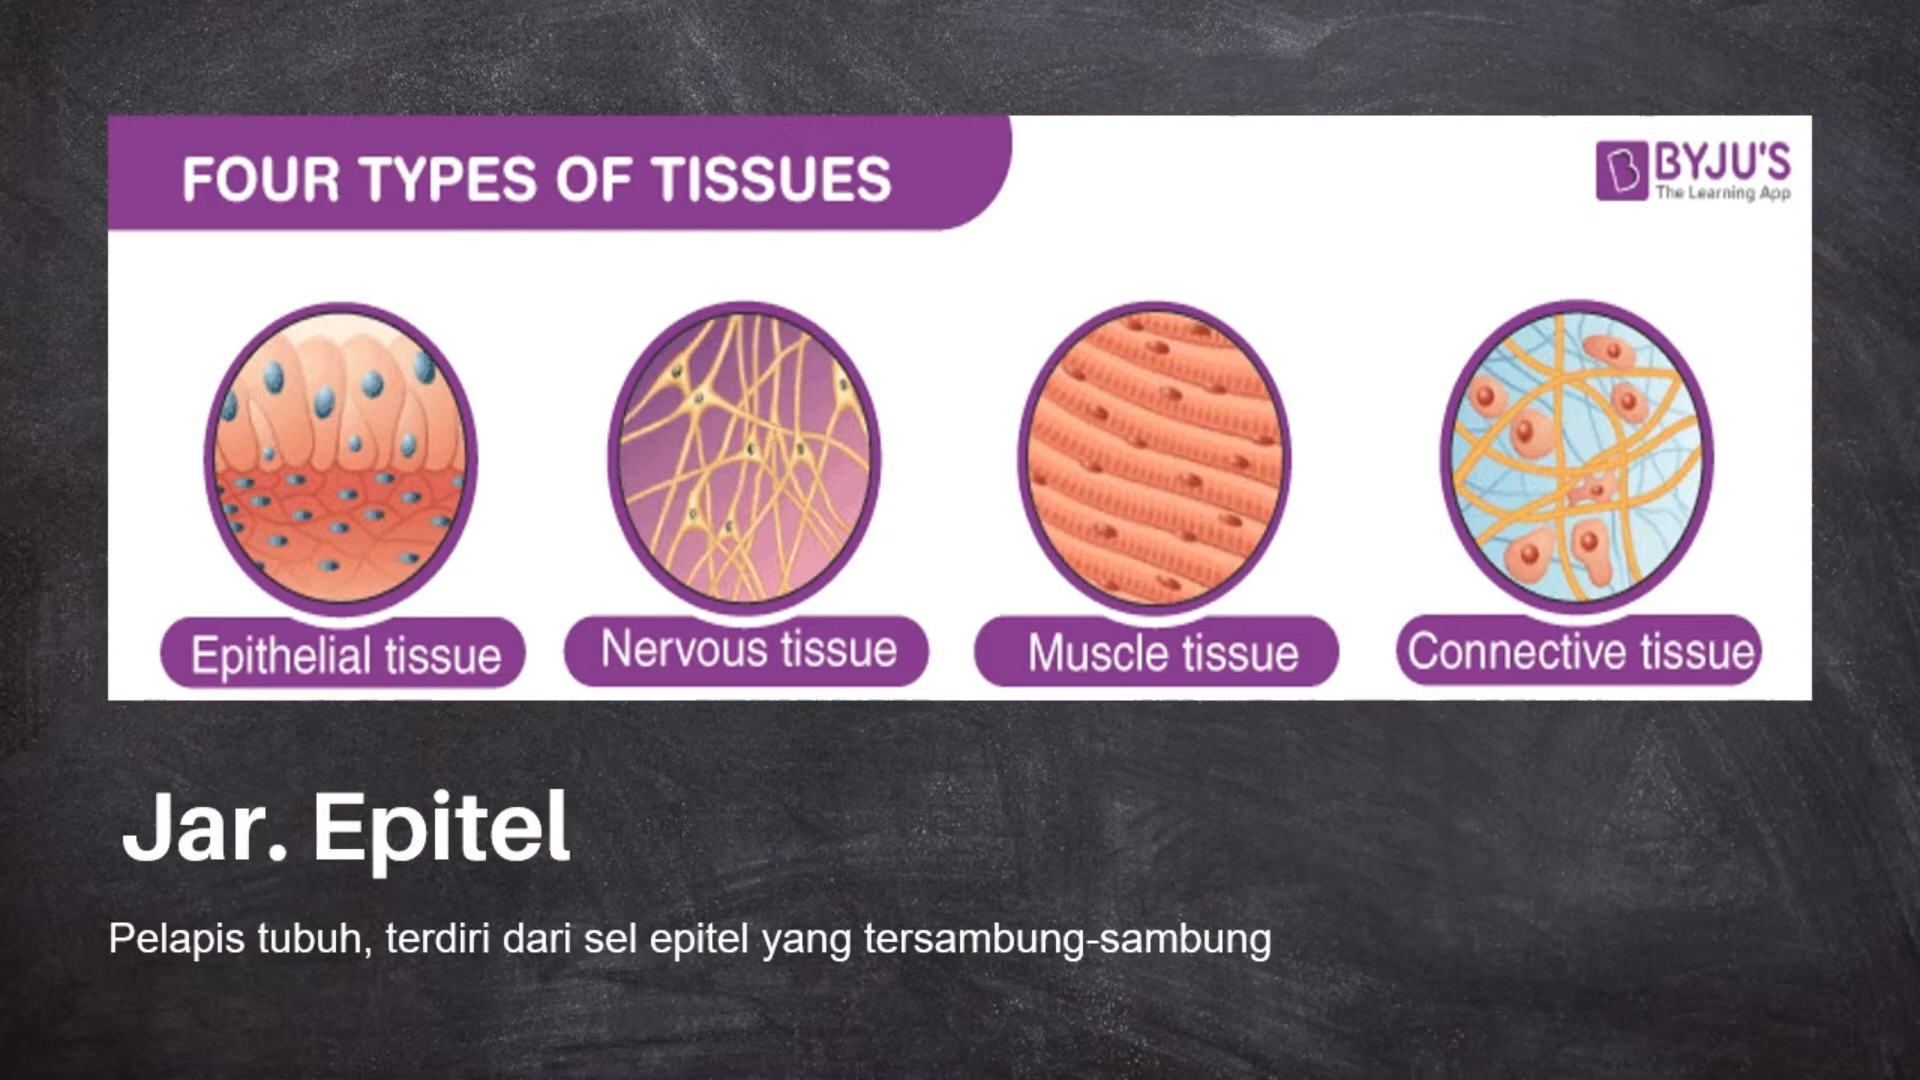 FOUR TYPES OF TISSUES
BYJU'S
The Learning App
Epithelial tissue
Nervous tissue
Muscle tissue
Connective tissue
Jar. Epitel
Pelapis tubuh, terdiri dari sel epitel yang tersambung-sambung